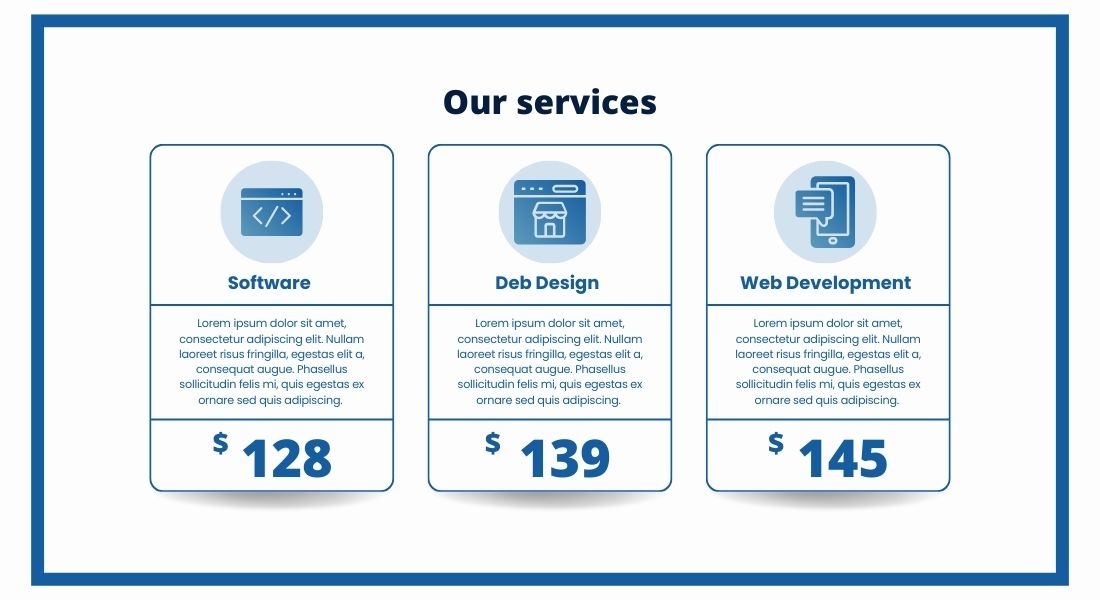 Our services
Software
Lorem ipsum dolor sit amet,
consectetur adipiscing elit. Nullam
laoreet risus fringilla, egestas elit a,
consequat augue. Phasellus
sollicitudin felis mi, quis egestas ex
ornare sed quis adipiscing.
$ 128
Deb Design
Lorem ipsum dolor sit amet,
consectetur adipiscing elit. Nullam
laoreet risus fringilla, egestas elit a,
consequat augue. Phasellus
sollicitudin felis mi, quis egestas ex
ornare sed quis adipiscing.
$ 139
Web Development
Lorem ipsum dolor sit amet,
consectetur adipiscing elit. Nullam
laoreet risus fringilla, egestas elit a,
consequat augue. Phasellus
sollicitudin felis mi, quis egestas ex
ornare sed quis adipiscing.
$ 145